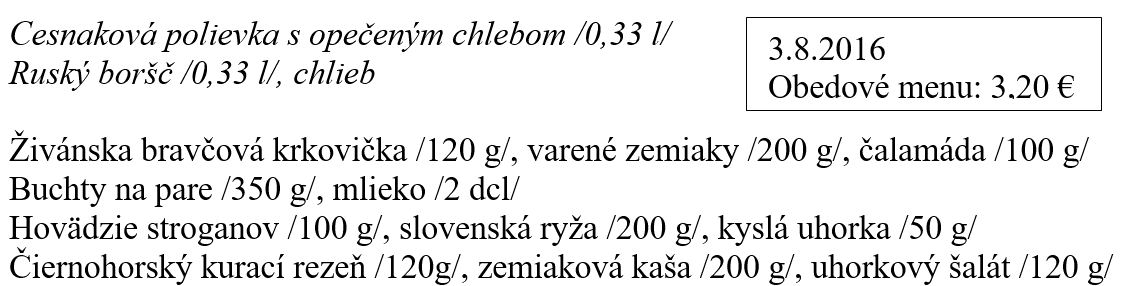 Cesnaková polievka s opečeným chlebom /0,33 l/
Ruský boršč /0,33 l/, chlieb
3.8.2016
Obedové menu: 3,20 €
Živánska bravčová krkovička /120 g/, varené zemiaky /200 g/, čalamáda /100 g/
Buchty na pare /350 g/, mlieko /2 dcl/
Hovädzie stroganov /100 g/, slovenská ryža /200 g/, kyslá uhorka /50 g/
Čiernohorský kurací rezeň /120g/, zemiaková kaša /200 g/, uhorkový šalát /120 g/